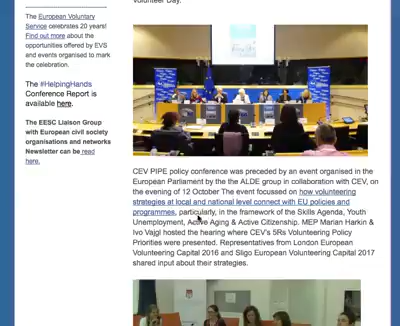 Volunteer Day.
The European Voluntary
Service celebrates 20 years!
Find out more about the
opportunities offered by EVS
and events organised to mark
the celebration.
The #HelpingHands
Conference Report is
available here.
The EESC Liaison Group
with European civil society
organisations and networks
Newsletter can be read
here.
CEV PIPE policy conference was preceded by an event organised in the
European Parliament by the the ALDE group in collaboration with CEV, on
the evening of 12 October The event focussed on how volunteering
strategies at local and national level connect with EU policies and
programmes, particularly, in the framework of the Skills Agenda, Youth
Unemployment, Active Aging & Active Citizenship. MEP Marian Harkin &
Ivo Vajgl hosted the hearing where CEV's 5Rs Volunteering Policy
Priorities were presented. Representatives from London European
Volunteering Capital 2016 and Sligo European Volunteering Capital 2017
shared input about their strategies.